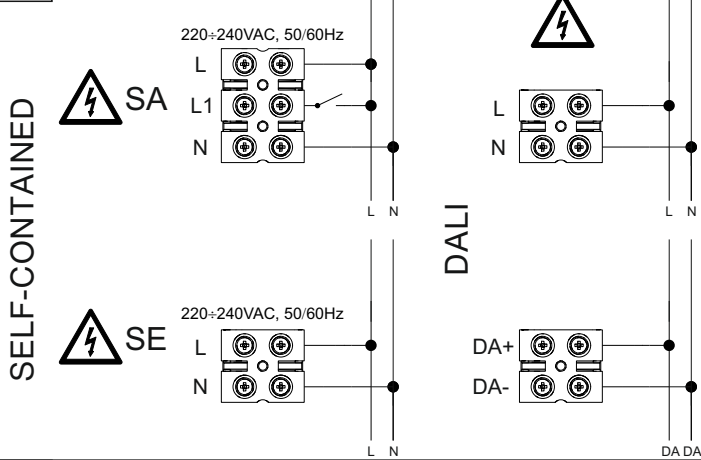 SELF-CONTAINED
SA
220÷240VAC, 50/60Hz
L
L1
N
L N
SE
220÷240VAC, 50/60Hz
L
N
L N
DALI
L
N
L N
DA+
DA-
DA DA